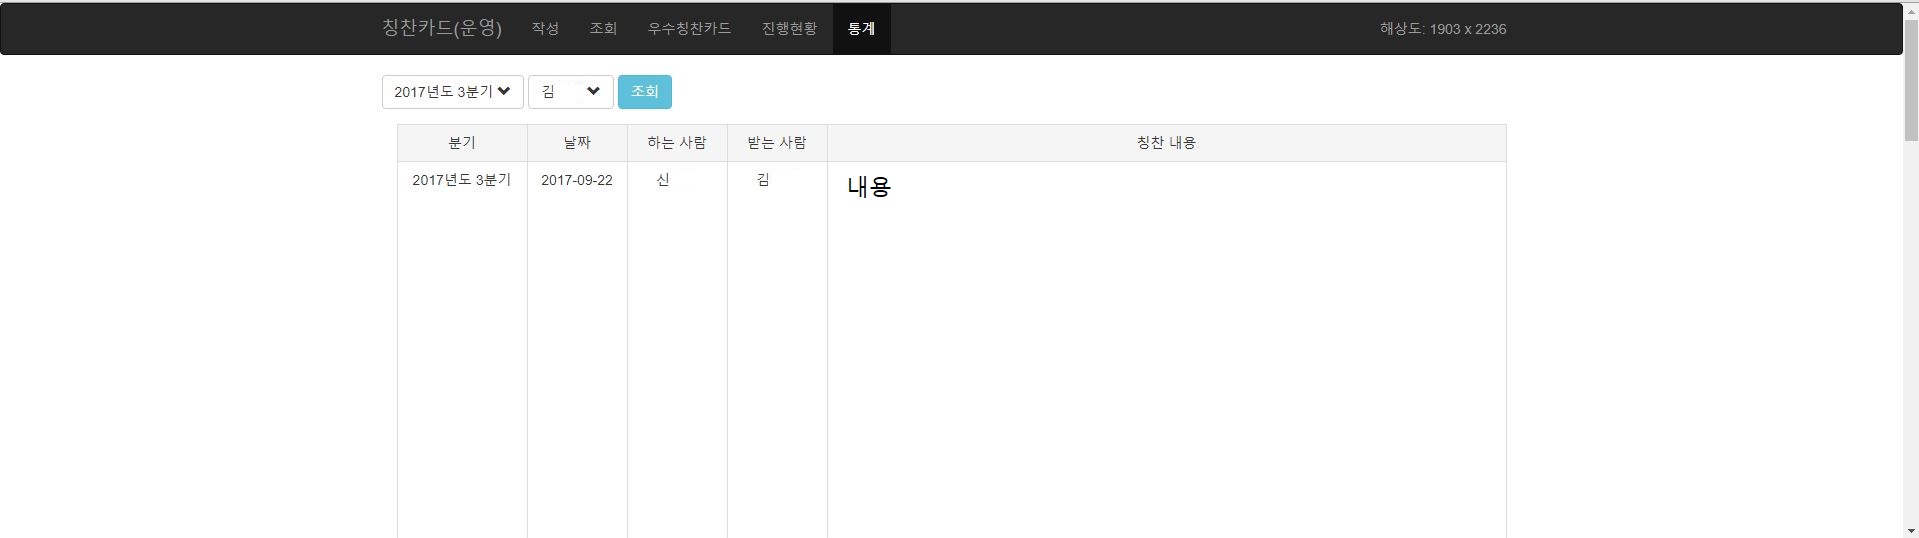 칭찬카드(운영) 작성 조회 우수칭찬카드 진행현황 통계 해상도: 1903 x 2236
2017년도 3분기 김 조회
분기 날짜 하는 사람 받는 사람 칭찬 내용
2017년도 3분기 2017-09-22 신 김 내용